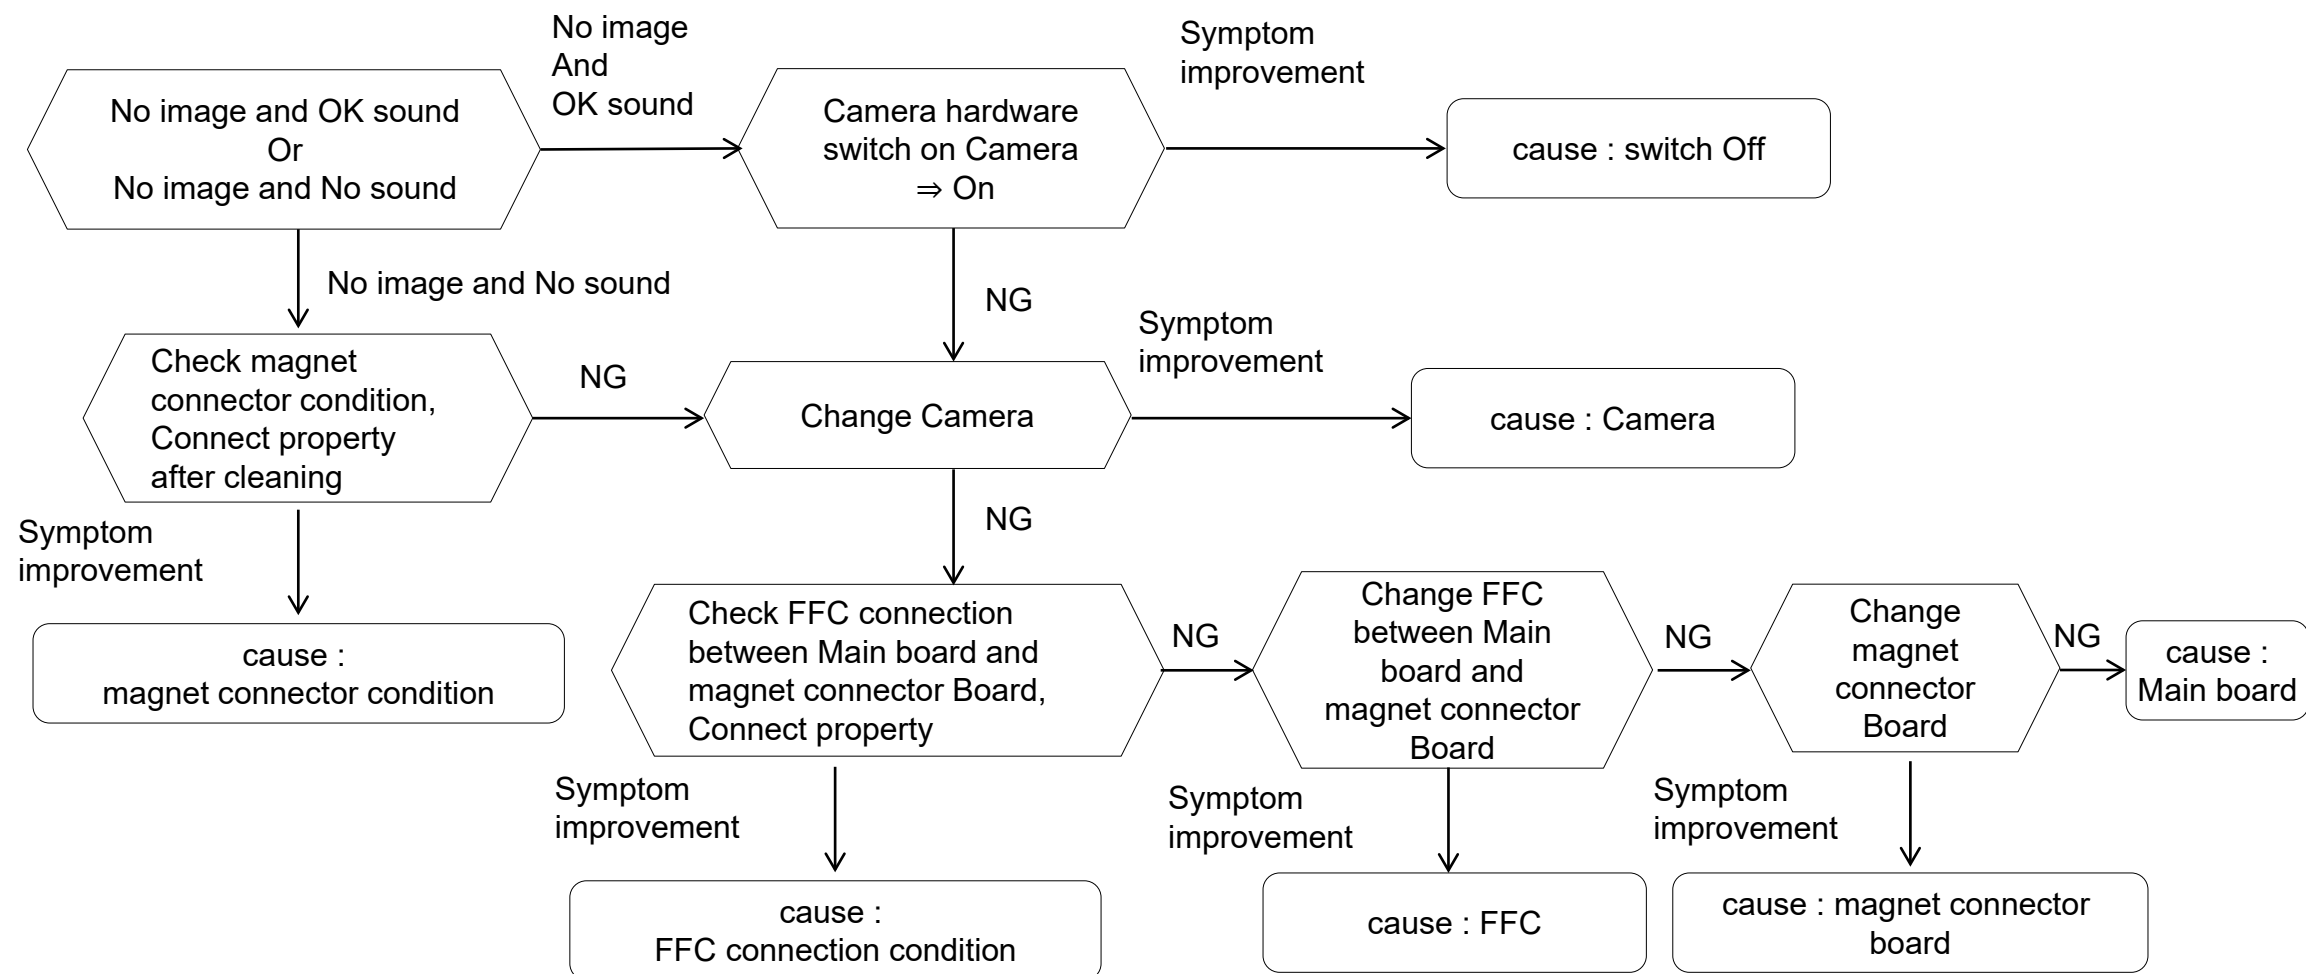 No image and OK sound
Or
No image and No sound
No image
And
OK sound
Camera hardware
switch on Camera
⇒ On
Symptom
improvement
cause : switch Off
No image and No sound
NG
Check magnet
connector condition,
Connect property
after cleaning
NG
Change Camera
Symptom
improvement
cause : Camera
Symptom
improvement
cause :
magnet connector condition
NG
Check FFC connection
between Main board and
magnet connector Board,
Connect property
NG
Change FFC
between Main
board and
magnet connector
Board
NG
Change
magnet
connector
Board
NG
cause :
Main board
Symptom
improvement
cause :
FFC connection condition
Symptom
improvement
cause : FFC
Symptom
improvement
cause : magnet connector
board